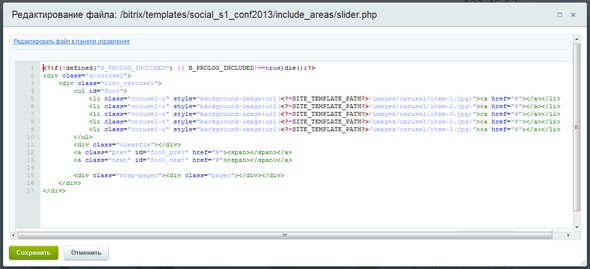 Редактирование файла: /bitrix/templates/social_s1_conf2013/include_areas/slider.php
Редактировать файл в панели управления
1 <?if(!defined("B_PROLOG_INCLUDED") || B_PROLOG_INCLUDED!==true)die();?>
2 <div class="q-corusel">
3 <div class="list_carousel">
4 <ul id="foo0">
5 <li class="corusel-i" style="background-image:url(<?=SITE_TEMPLATE_PATH?>/images/carusel/item-1.jpg)"><a href="#"></a></li>
6 <li class="corusel-i" style="background-image:url(<?=SITE_TEMPLATE_PATH?>/images/carusel/item-2.jpg)"><a href="#"></a></li>
7 <li class="corusel-i" style="background-image:url(<?=SITE_TEMPLATE_PATH?>/images/carusel/item-3.jpg)"><a href="#"></a></li>
8 <li class="corusel-i" style="background-image:url(<?=SITE_TEMPLATE_PATH?>/images/carusel/item-1.jpg)"><a href="#"></a></li>
9 <li class="corusel-i" style="background-image:url(<?=SITE_TEMPLATE_PATH?>/images/carusel/item-3.jpg)"><a href="#"></a></li>
10 </ul>
11 <div class="clearfix"></div>
12 <a class="prev" id="foo0_prev" href="#"><span></span></a>
13 <a class="next" id="foo0_next" href="#"><span></span></a>
14
15 <div class="wrap-pager"><div class="pager"></div></div>
16 </div>
17 </div>
Сохранить
Отменить